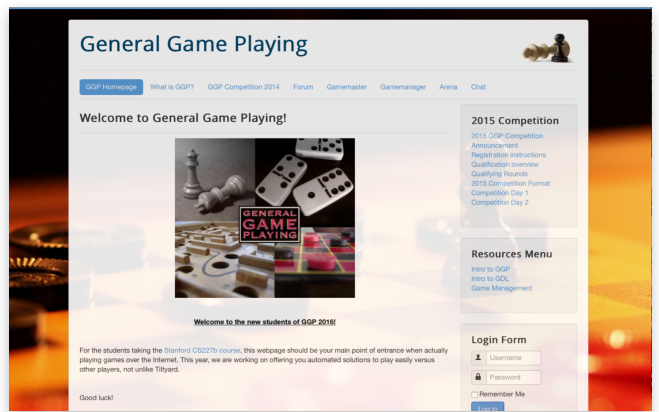 General Game Playing
GGP Homepage What is GGP? GGP Competition 2014 Forum Gamemaster Gamemanager Arena Chat
Welcome to General Game Playing!
GENERAL
GAME
PLAYING
Welcome to the new students of GGP 2016!
For the students taking the Stanford CS227b course, this webpage should be your main point of entrance when actually
playing games over the Internet. This year, we are working on offering you automated solutions to play easily versus
other players, not unlike Tiltyard.
Good luck!
2015 Competition
2015 GGP Competition
Announcement
Registration instructions
Qualification overview
Qualifying Rounds
2015 Competition Format
Competition Day 1
Competition Day 2
Resources Menu
Intro to GGP
Intro to GDL
Game Management
Login Form
Username
Password
Remember Me
Log in